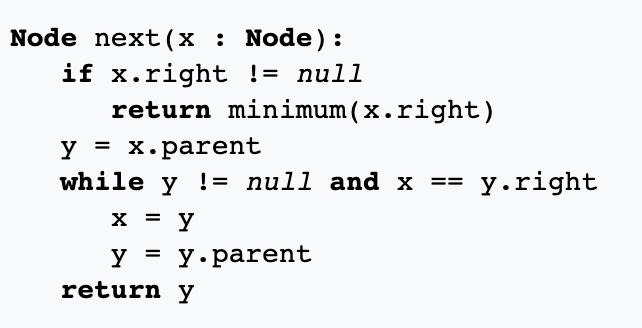 Node next(x : Node):
   if x.right != null
      return minimum(x.right)
   y = x.parent
   while y != null and x == y.right
      x = y
      y = y.parent
   return y